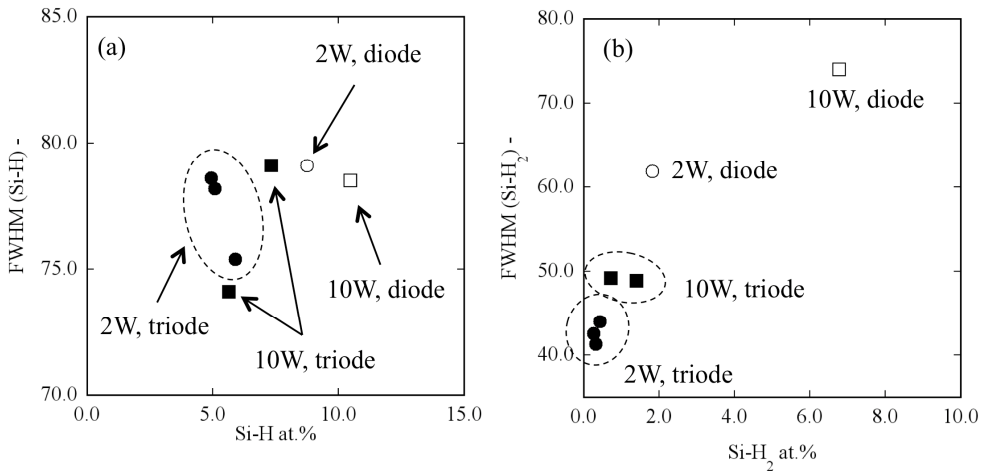 (a)
85.0
80.0
75.0
70.0
FWHM (Si-H) -
2W, diode
10W, diode
2W, triode
10W, triode
0.0 5.0 10.0 15.0
Si-H at.%
(b)
80.0
70.0
60.0
50.0
40.0
FWHM (Si-H₂) -
10W, diode
2W, diode
10W, triode
2W, triode
0.0 2.0 4.0 6.0 8.0 10.0
Si-H₂ at.%